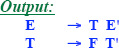 Output:
E → T E'
T → F T'